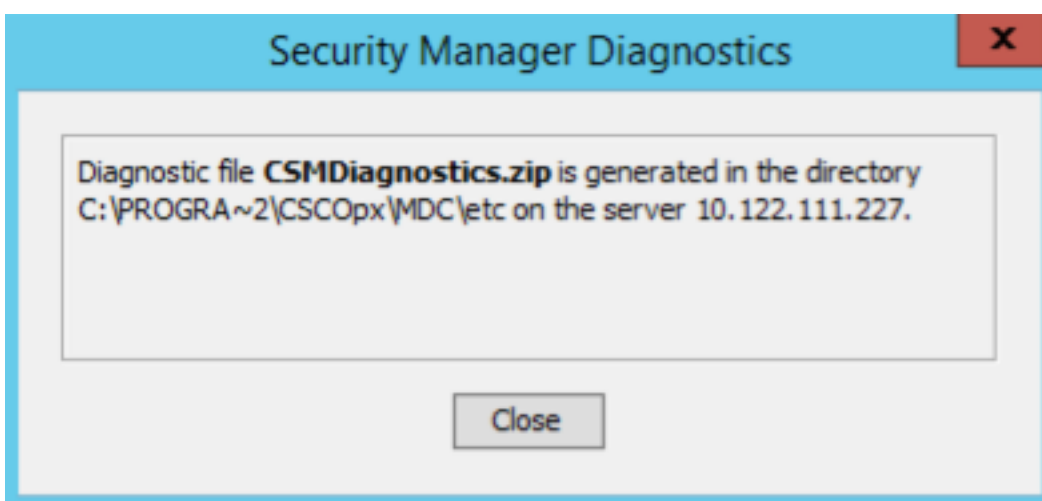 Security Manager Diagnostics
x
Diagnostic file CSMDiagnostics.zip is generated in the directory
C:\PROGRA~2\CSCOpx\MDC\etc on the server 10.122.111.227.
Close